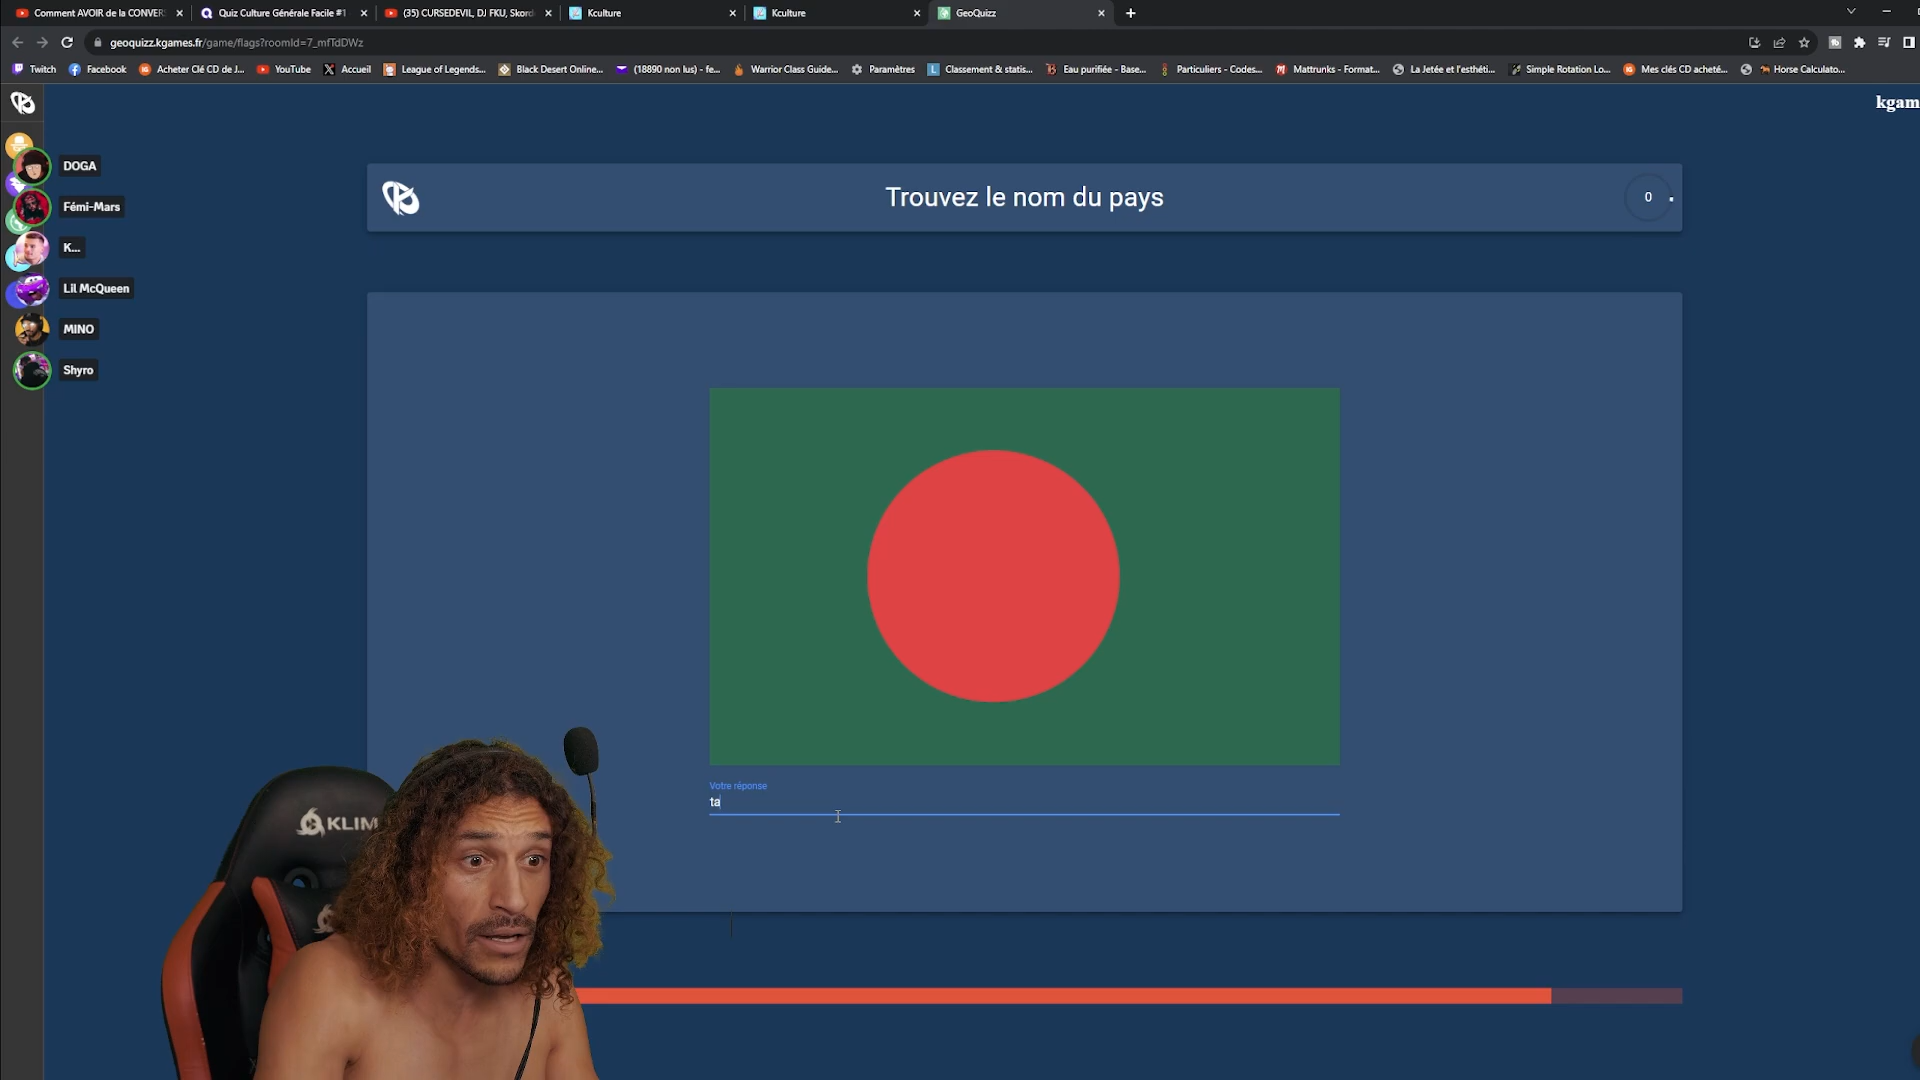 Comment AVOIR de la CONVER
Quiz Culture Générale Facile #1
(35) CURSEDEVIL, DJ FKU, Skord
Kculture
Kculture
GeoQuizz
geoquizz.kgames.fr/game/flags?roomId=7_mfTdDWz
Twitch
Facebook
Acheter Clé CD de J...
YouTube
Accueil
League of Legends...
Black Desert Online...
(18890 non lus) - fe...
Warrior Class Guide...
Paramètres
Classement & statis...
Eau purifiée - Base...
Particuliers - Codes...
Mattrunks - Format...
La Jetée et l'esthéti...
Simple Rotation Lo...
Mes clés CD acheté...
Horse Calculato...
kgam
DOGA
Fémi-Mars
K...
Lil McQueen
MINO
Shyro
Trouvez le nom du pays
0
Votre réponse
ta
KLIM